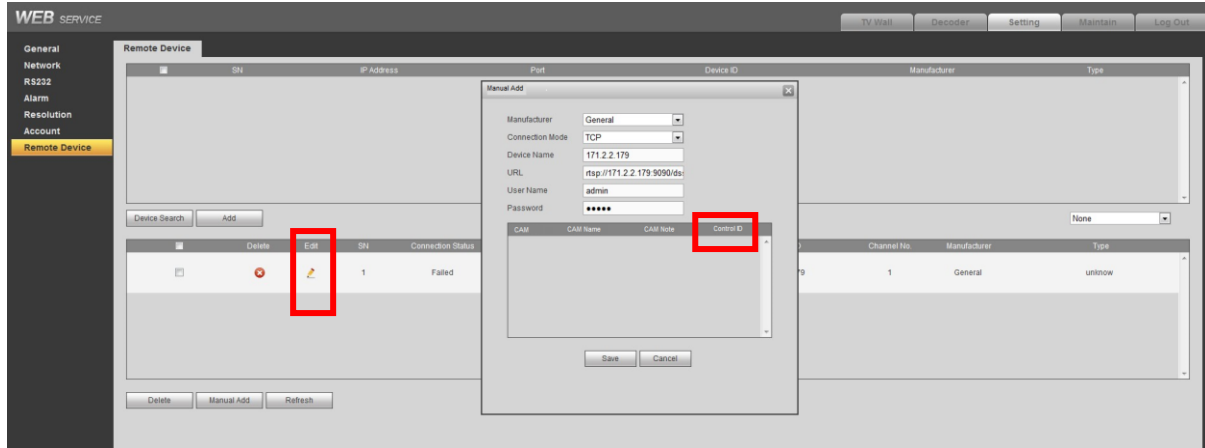 WEB SERVICE
TV Wall Decoder Setting Maintain Log Out
General
Network
RS232
Alarm
Resolution
Account
Remote Device
Remote Device
SN IP Address Port Device ID Manufacturer Type
Manual Add
Manufacturer General
Connection Mode TCP
Device Name 171.2.2.179
URL rtsp://171.2.2.179:9090/ds
User Name admin
Password •••••
CAM CAM Name CAM Note Control ID
Save Cancel
Device Search Add
None
Delete Edit SN Connection Status Channel No. Manufacturer Type
1 Failed 79 1 General unknow
Delete Manual Add Refresh